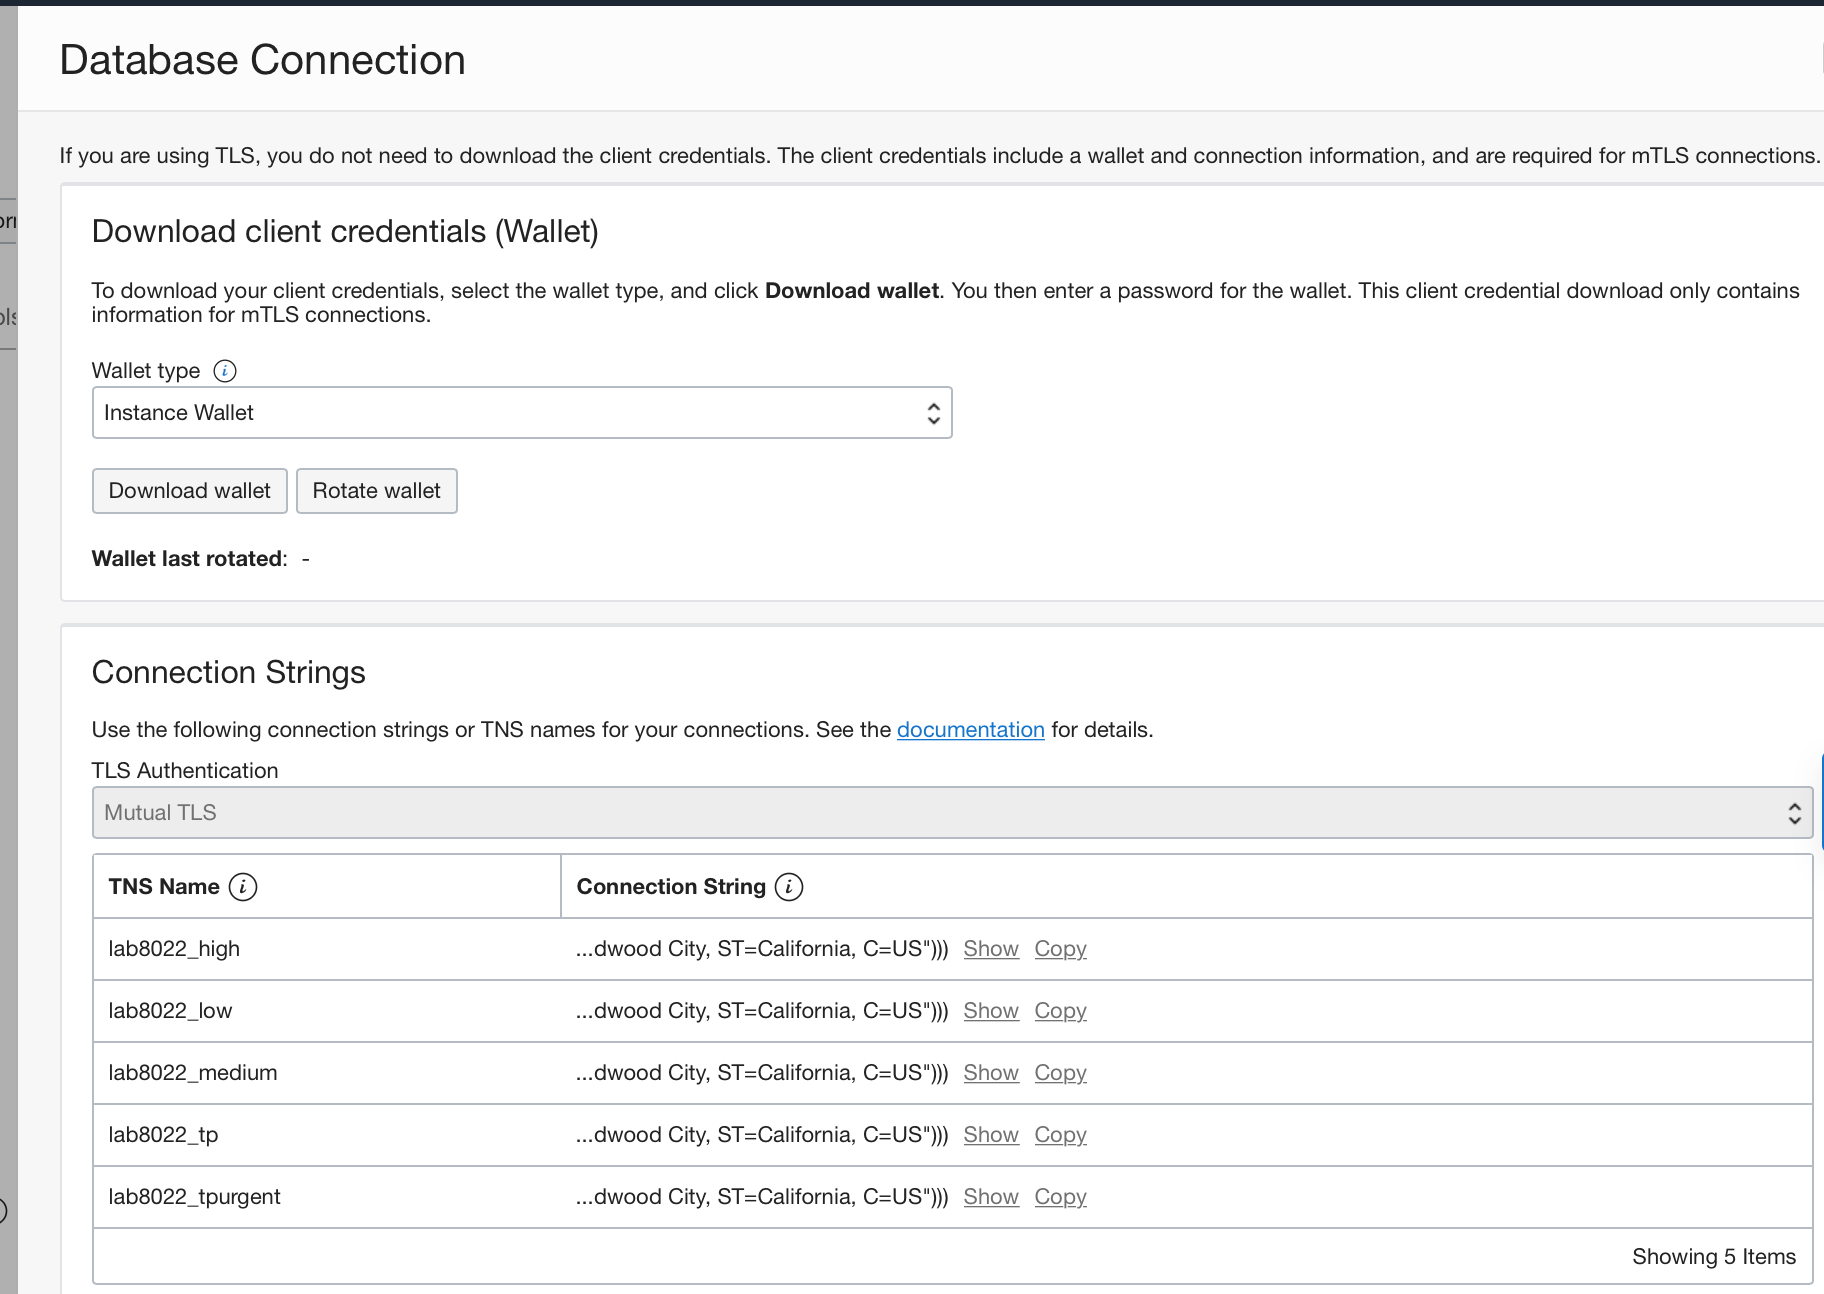 Database Connection
If you are using TLS, you do not need to download the client credentials. The client credentials include a wallet and connection information, and are required for mTLS connections.
Download client credentials (Wallet)
To download your client credentials, select the wallet type, and click Download wallet. You then enter a password for the wallet. This client credential download only contains
information for mTLS connections.
Wallet type
Instance Wallet
Download wallet Rotate wallet
Wallet last rotated: -
Connection Strings
Use the following connection strings or TNS names for your connections. See the documentation for details.
TLS Authentication
Mutual TLS
TNS Name Connection String
lab8022_high ...dwood City, ST=California, C=US"))) Show Copy
lab8022_low ...dwood City, ST=California, C=US"))) Show Copy
lab8022_medium ...dwood City, ST=California, C=US"))) Show Copy
lab8022_tp ...dwood City, ST=California, C=US"))) Show Copy
lab8022_tpurgent ...dwood City, ST=California, C=US"))) Show Copy
Showing 5 Items